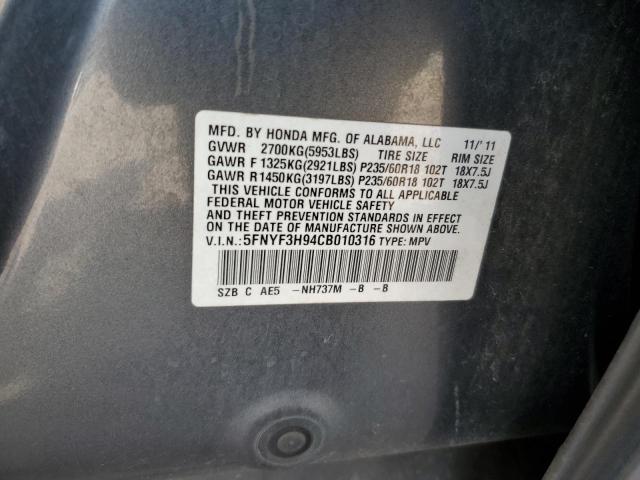 MFD. BY HONDA MFG. OF ALABAMA, LLC 11/'11
GVWR 2700KG(5953LBS) TIRE SIZE RIM SIZE
GAWR F 1325KG(2921LBS) P235/60R18 102T 18X7.5J
GAWR R1450KG(3197LBS) P235/60R18 102T 18X7.5J
THIS VEHICLE CONFORMS TO ALL APPLICABLE
FEDERAL MOTOR VEHICLE SAFETY
AND THEFT PREVENTION STANDARDS IN EFFECT
ON THE DATE OF MANUFACTURE SHOWN ABOVE.
V.I.N.: 5FNYF3H94CB010316 TYPE: MPV
SZB C AE5 -NH737M -B -B